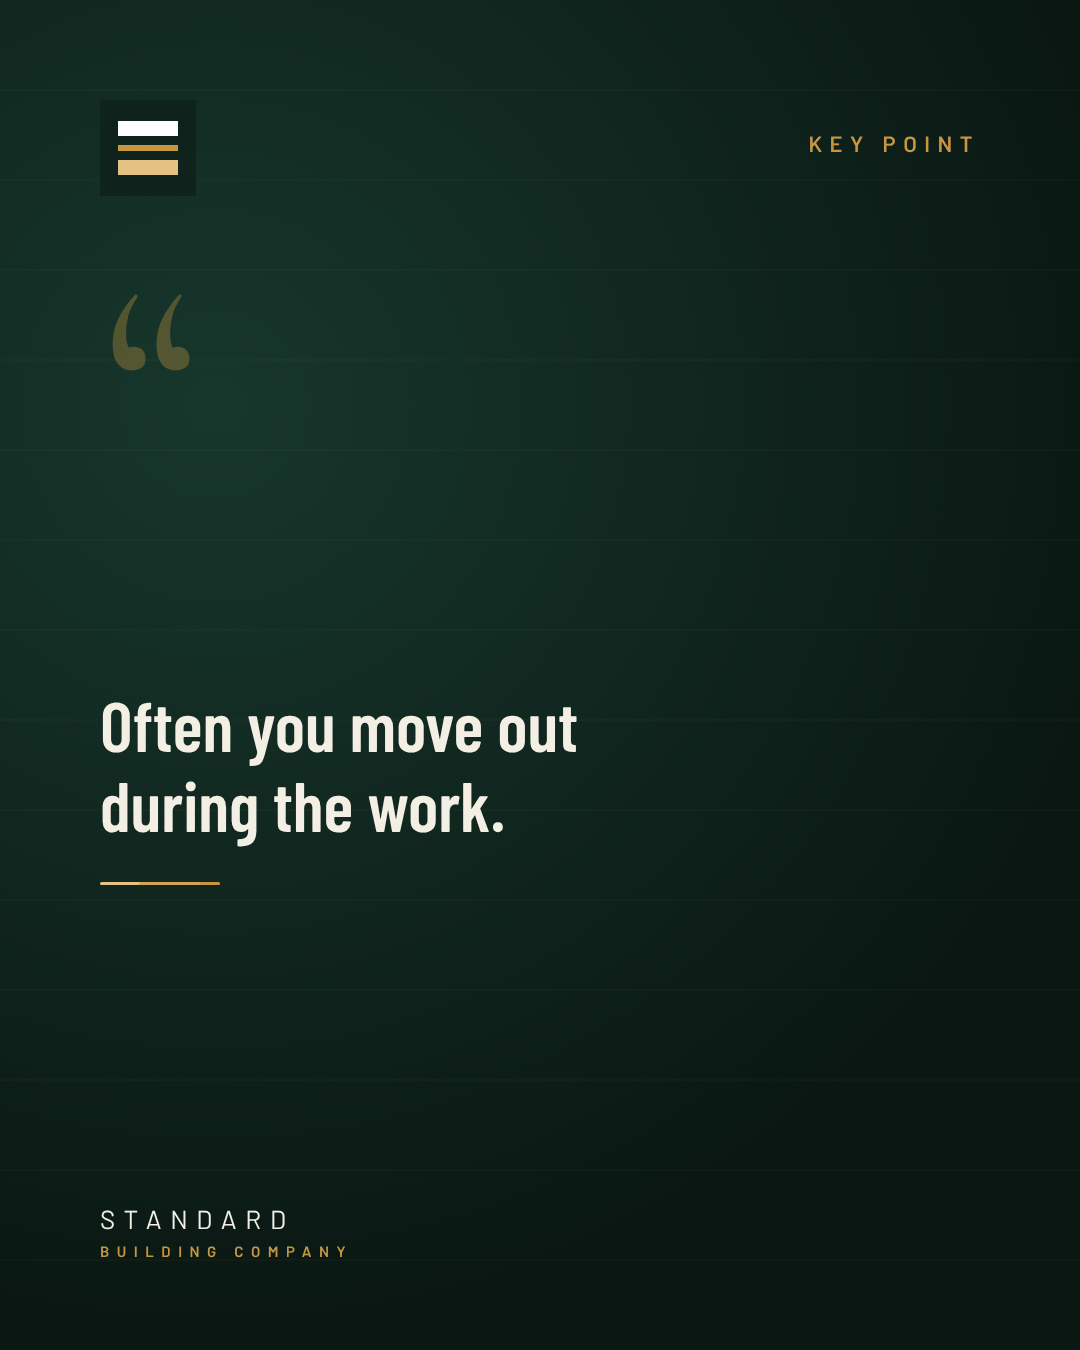 KEY POINT
“
Often you move out
during the work.
STANDARD
BUILDING COMPANY